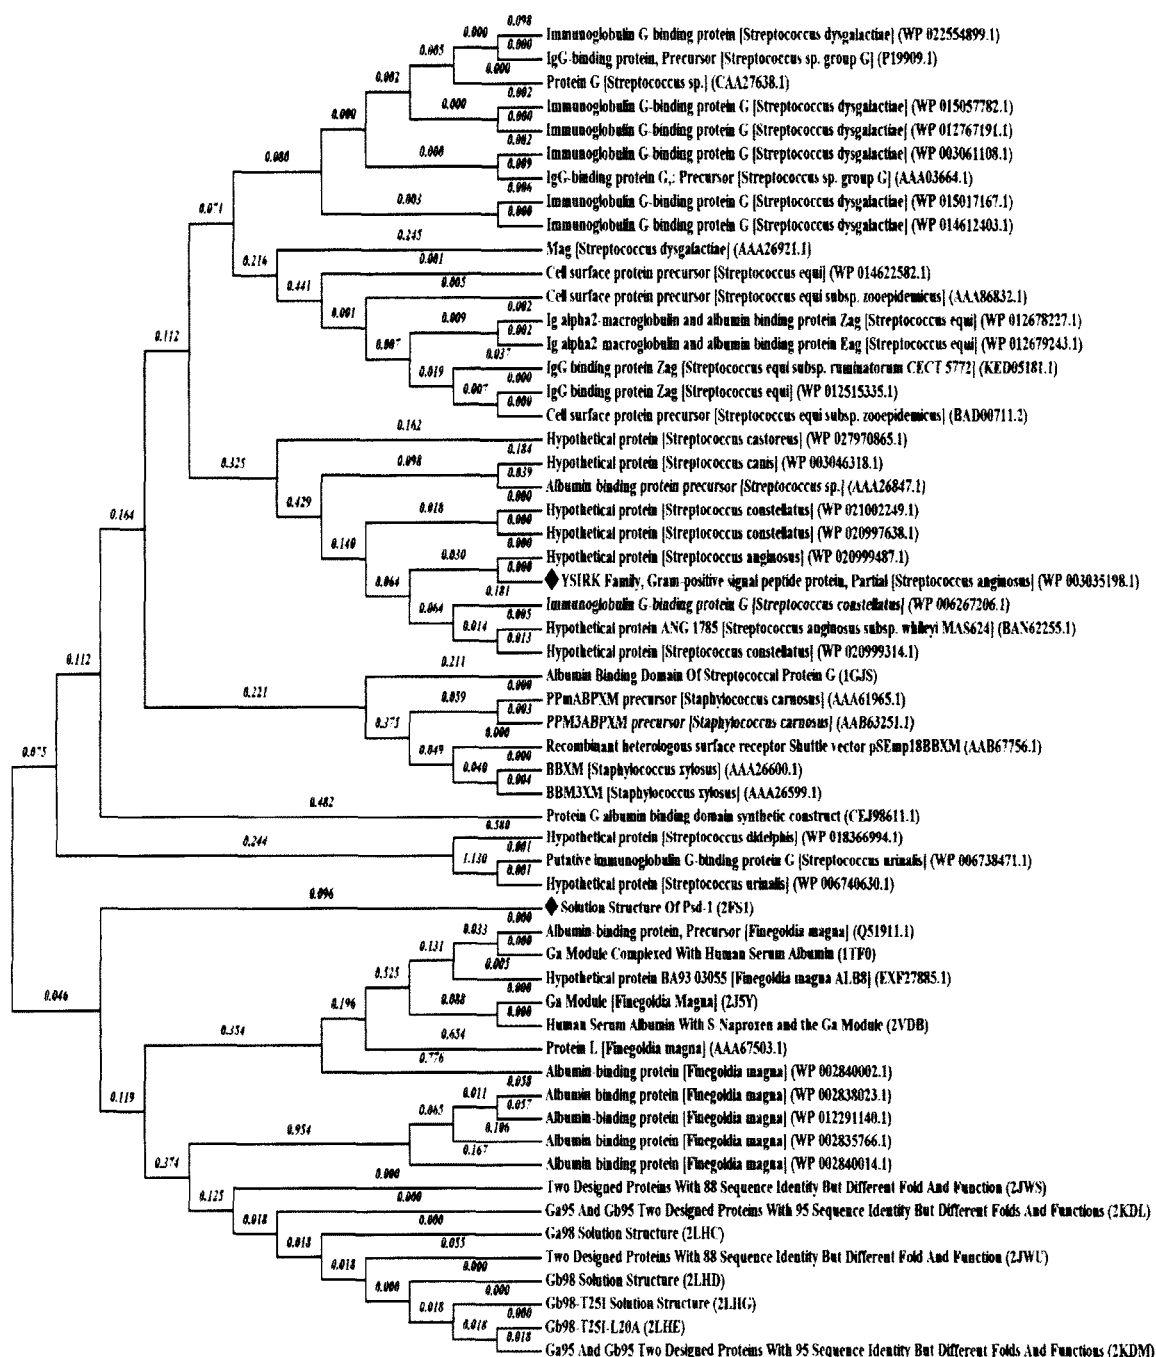 0.098
0.000 Immunoglobulin G binding protein [Streptococcus dysgalactiae] (WP 022554899.1)
0.005 0.000 IgG-binding protein, Precursor [Streptococcus sp. group G] (P19909.1)
0.002 0.000 Protein G [Streptococcus sp.] (CAA27638.1)
0.002
0.000 0.000 Immunoglobulin G-binding protein G [Streptococcus dysgalactiae] (WP 015057782.1)
0.000 Immunoglobulin G-binding protein G [Streptococcus dysgalactiae] (WP 012767191.1)
0.002
0.080 0.000 Immunoglobulin G-binding protein G [Streptococcus dysgalactiae] (WP 003061108.1)
0.009 IgG-binding protein G,: Precursor [Streptococcus sp. group G] (AAA03664.1)
0.006
0.071 0.003 Immunoglobulin G-binding protein G [Streptococcus dysgalactiae] (WP 015017167.1)
0.000 Immunoglobulin G-binding protein G [Streptococcus dysgalactiae] (WP 014612403.1)
0.245
0.216 Mag [Streptococcus dysgalactiae] (AAA26921.1)
0.001
0.441 Cell surface protein precursor [Streptococcus equi] (WP 014622582.1)
0.005
0.001 Cell surface protein precursor [Streptococcus equi subsp. zooepidemicus] (AAA86832.1)
0.002
0.009 Ig alpha2-macroglobulin and albumin binding protein Zag [Streptococcus equi] (WP 012678227.1)
0.002
0.112 0.007 Ig alpha2 macroglobulin and albumin binding protein Eag [Streptococcus equi] (WP 012679243.1)
0.037
0.019 IgG binding protein Zag [Streptococcus equi subsp. ruminatorum CECT 5772] (KED05181.1)
0.000
0.007 IgG binding protein Zag [Streptococcus equi] (WP 012515335.1)
0.000 Cell surface protein precursor [Streptococcus equi subsp. zooepidemicus] (BAD00711.2)
0.162
Hypothetical protein [Streptococcus castoreus] (WP 027970865.1)
0.184
0.325 0.098 Hypothetical protein [Streptococcus canis] (WP 003046318.1)
0.039
0.429 Albumin binding protein precursor [Streptococcus sp.] (AAA26847.1)
0.000
0.164 0.018 Hypothetical protein [Streptococcus constellatus] (WP 021002249.1)
0.000
0.140 Hypothetical protein [Streptococcus constellatus] (WP 020997638.1)
0.000
0.030 Hypothetical protein [Streptococcus anginosus] (WP 020999487.1)
0.000
0.064 YSIRK Family, Gram-positive signal peptide protein, Partial [Streptococcus anginosus] (WP 003035198.1)
0.181
0.064 Immunoglobulin G-binding protein G [Streptococcus constellatus] (WP 006267206.1)
0.005
0.014 Hypothetical protein ANG 1785 [Streptococcus anginosus subsp. whileyi MAS624] (BAN62255.1)
0.013
0.112 Hypothetical protein [Streptococcus constellatus] (WP 020999314.1)
0.211
Albumin Binding Domain Of Streptococcal Protein G (1GJS)
0.000
0.221 0.059 PPmABPXM precursor [Staphylococcus carnosus] (AAA61965.1)
0.003
0.375 PPM3ABPXM precursor [Staphylococcus carnosus] (AAB63251.1)
0.000
0.049 Recombinant heterologous surface receptor Shuttle vector pSEmp18BBXM (AAB67756.1)
0.000
0.075 0.040 BBXM [Staphylococcus xylosus] (AAA26600.1)
0.004
BBM3XM [Staphylococcus xylosus] (AAA26599.1)
0.482
Protein G albumin binding domain synthetic construct (CEJ98611.1)
0.580
0.244 Hypothetical protein [Streptococcus didelphis] (WP 018366994.1)
0.001
1.130 Putative immunoglobulin G-binding protein G [Streptococcus urinalis] (WP 006738471.1)
0.001
Hypothetical protein [Streptococcus urinalis] (WP 006740630.1)
0.096
Solution Structure Of Psd-1 (2FS1)
0.000
0.033 Albumin-binding protein, Precursor [Finegoldia magna] (Q51911.1)
0.000
0.131 Ga Module Complexed With Human Serum Albumin (1TF0)
0.005
0.525 Hypothetical protein BA93 03055 [Finegoldia magna ALB8] (EXF27885.1)
0.000
0.046 0.196 0.088 Ga Module [Finegoldia Magna] (2J5Y)
0.000
Human Serum Albumin With S-Naproxen and the Ga Module (2VDB)
0.354 0.654
Protein L [Finegoldia magna] (AAA67503.1)
0.776
Albumin-binding protein [Finegoldia magna] (WP 002840002.1)
0.058
0.119 0.011 Albumin binding protein [Finegoldia magna] (WP 002838023.1)
0.057
0.065 Albumin-binding protein [Finegoldia magna] (WP 012291140.1)
0.106
0.954 Albumin binding protein [Finegoldia magna] (WP 002835766.1)
0.167
0.374 Albumin binding protein [Finegoldia magna] (WP 002840014.1)
0.000
0.125 Two Designed Proteins With 88 Sequence Identity But Different Fold And Function (2JWS)
0.000
0.018 Ga95 And Gb95 Two Designed Proteins With 95 Sequence Identity But Different Folds And Functions (2KDL)
0.000
0.018 Ga98 Solution Structure (2LHC)
0.055
0.018 Two Designed Proteins With 88 Sequence Identity But Different Fold And Function (2JWU)
0.000
0.000 Gb98 Solution Structure (2LHD)
0.000
0.018 Gb98-T25I Solution Structure (2LHG)
0.000
0.018 Gb98-T25I-L20A (2LHE)
0.018
Ga95 And Gb95 Two Designed Proteins With 95 Sequence Identity But Different Folds And Functions (2KDM)